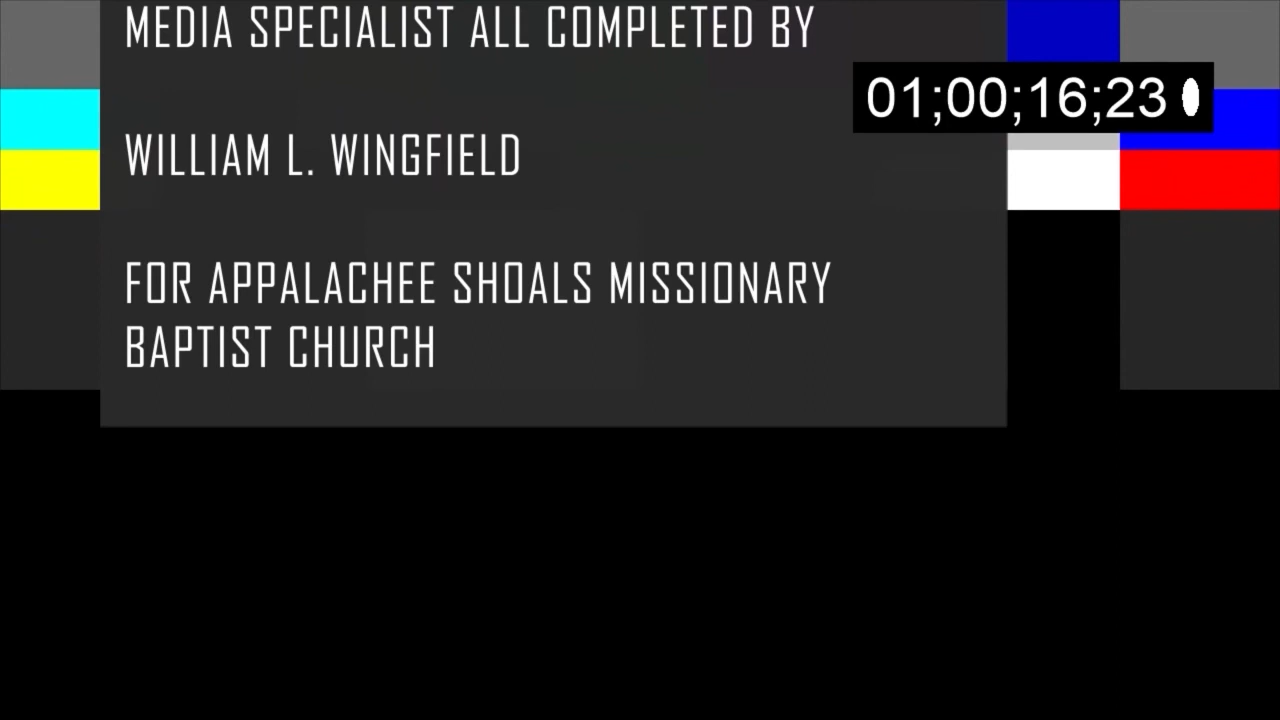 MEDIA SPECIALIST ALL COMPLETED BY
01;00;16;23
WILLIAM L. WINGFIELD
FOR APPALACHEE SHOALS MISSIONARY
BAPTIST CHURCH